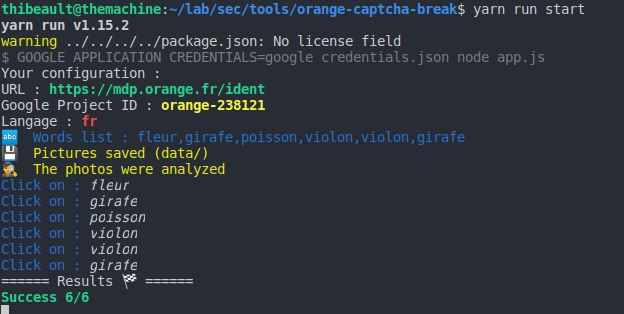 thibeault@themachine:~/lab/sec/tools/orange-captcha-break$ yarn run start
yarn run v1.15.2
warning ../../../../package.json: No license field
$ GOOGLE_APPLICATION_CREDENTIALS=google_credentials.json node app.js
Your configuration :
URL : https://mdp.orange.fr/ident
Google Project ID : orange-238121
Langage : fr
🔤 Words list : fleur,girafe,poisson,violon,violon,girafe
💾 Pictures saved (data/)
🕵 The photos were analyzed
Click on : fleur
Click on : girafe
Click on : poisson
Click on : violon
Click on : violon
Click on : girafe
====== Results 🏁 ======
Success 6/6